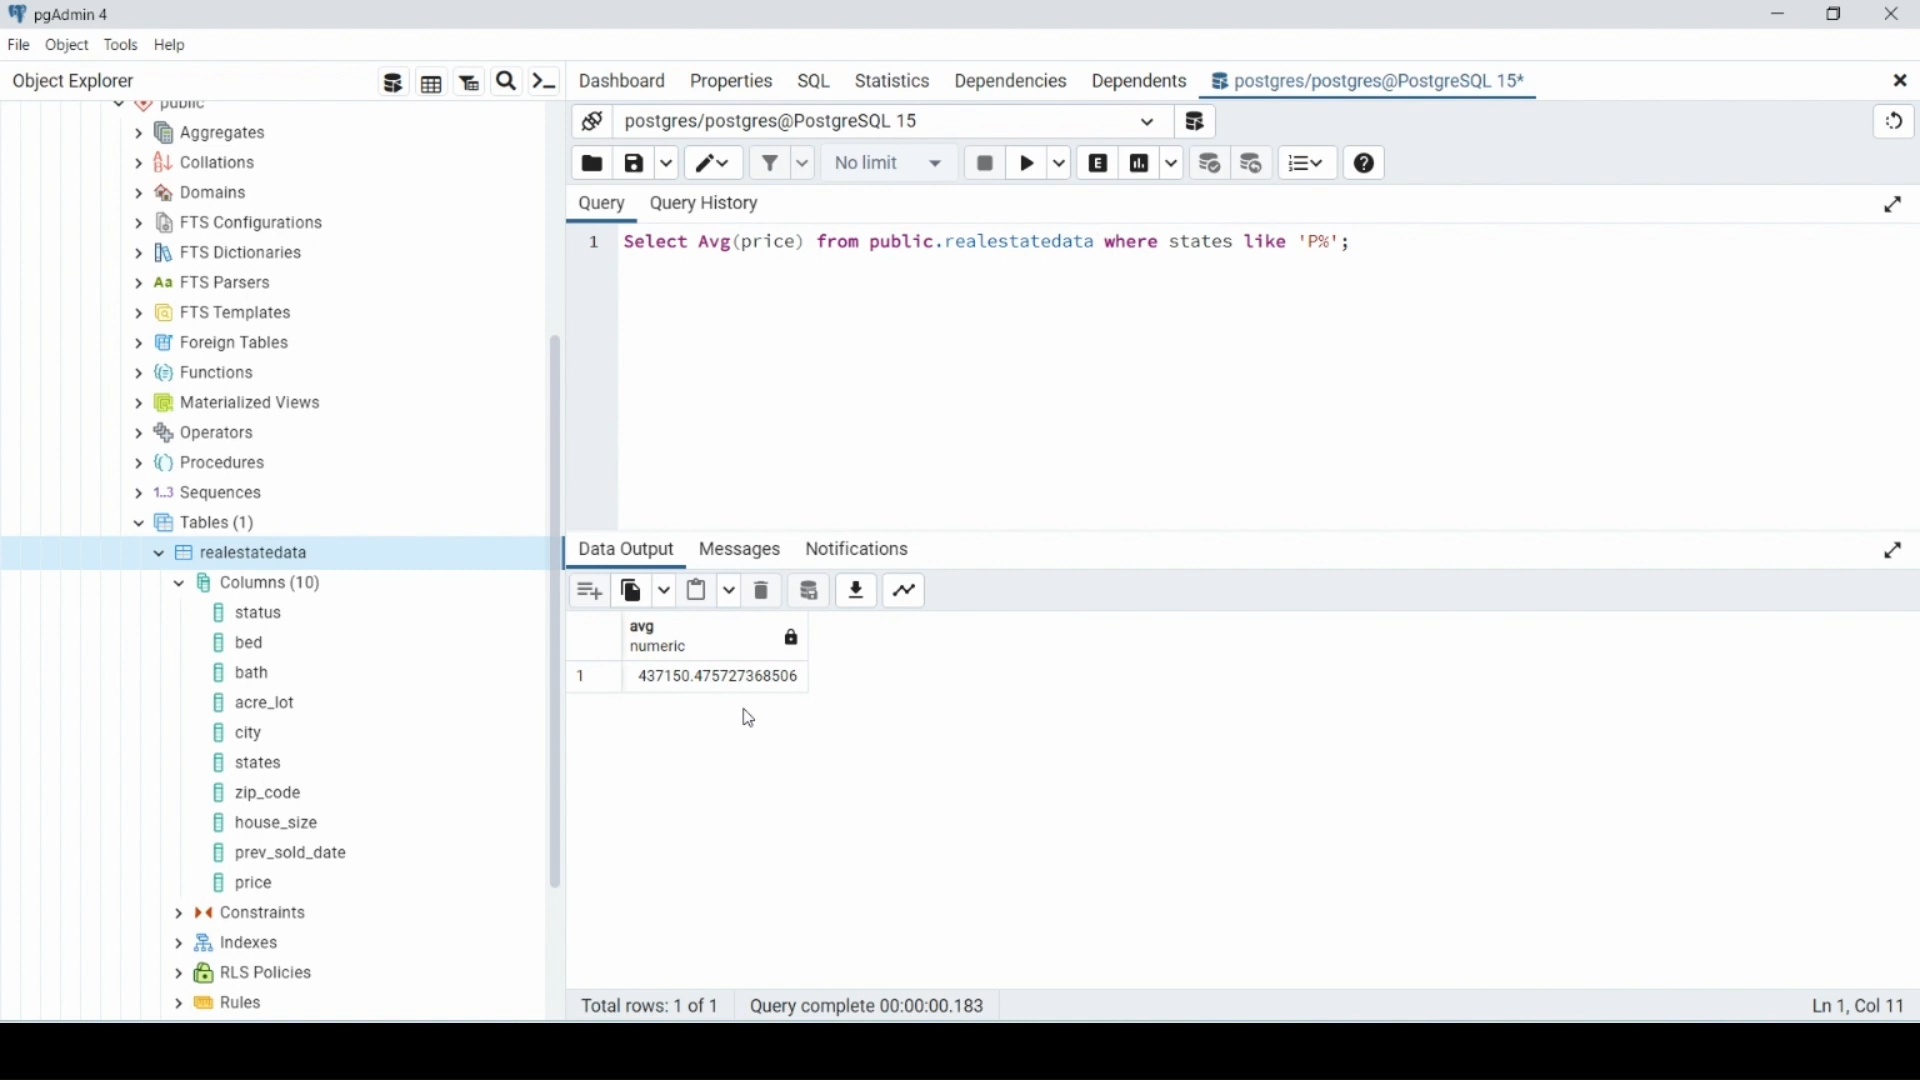 pgAdmin 4
File Object Tools Help
Object Explorer
Dashboard Properties SQL Statistics Dependencies Dependents postgres/postgres@PostgreSQL 15*
public
Aggregates
Collations
Domains
FTS Configurations
FTS Dictionaries
Aa FTS Parsers
FTS Templates
Foreign Tables
Functions
Materialized Views
Operators
Procedures
1..3 Sequences
Tables (1)
realestatedata
Columns (10)
status
bed
bath
acre_lot
city
states
zip_code
house_size
prev_sold_date
price
Constraints
Indexes
RLS Policies
Rules
postgres/postgres@PostgreSQL 15
No limit
E
Query Query History
1 Select Avg(price) from public.realestatedata where states like 'P%';
Data Output Messages Notifications
avg
numeric
1 437150.475727368506
Total rows: 1 of 1 Query complete 00:00:00.183 Ln 1, Col 11